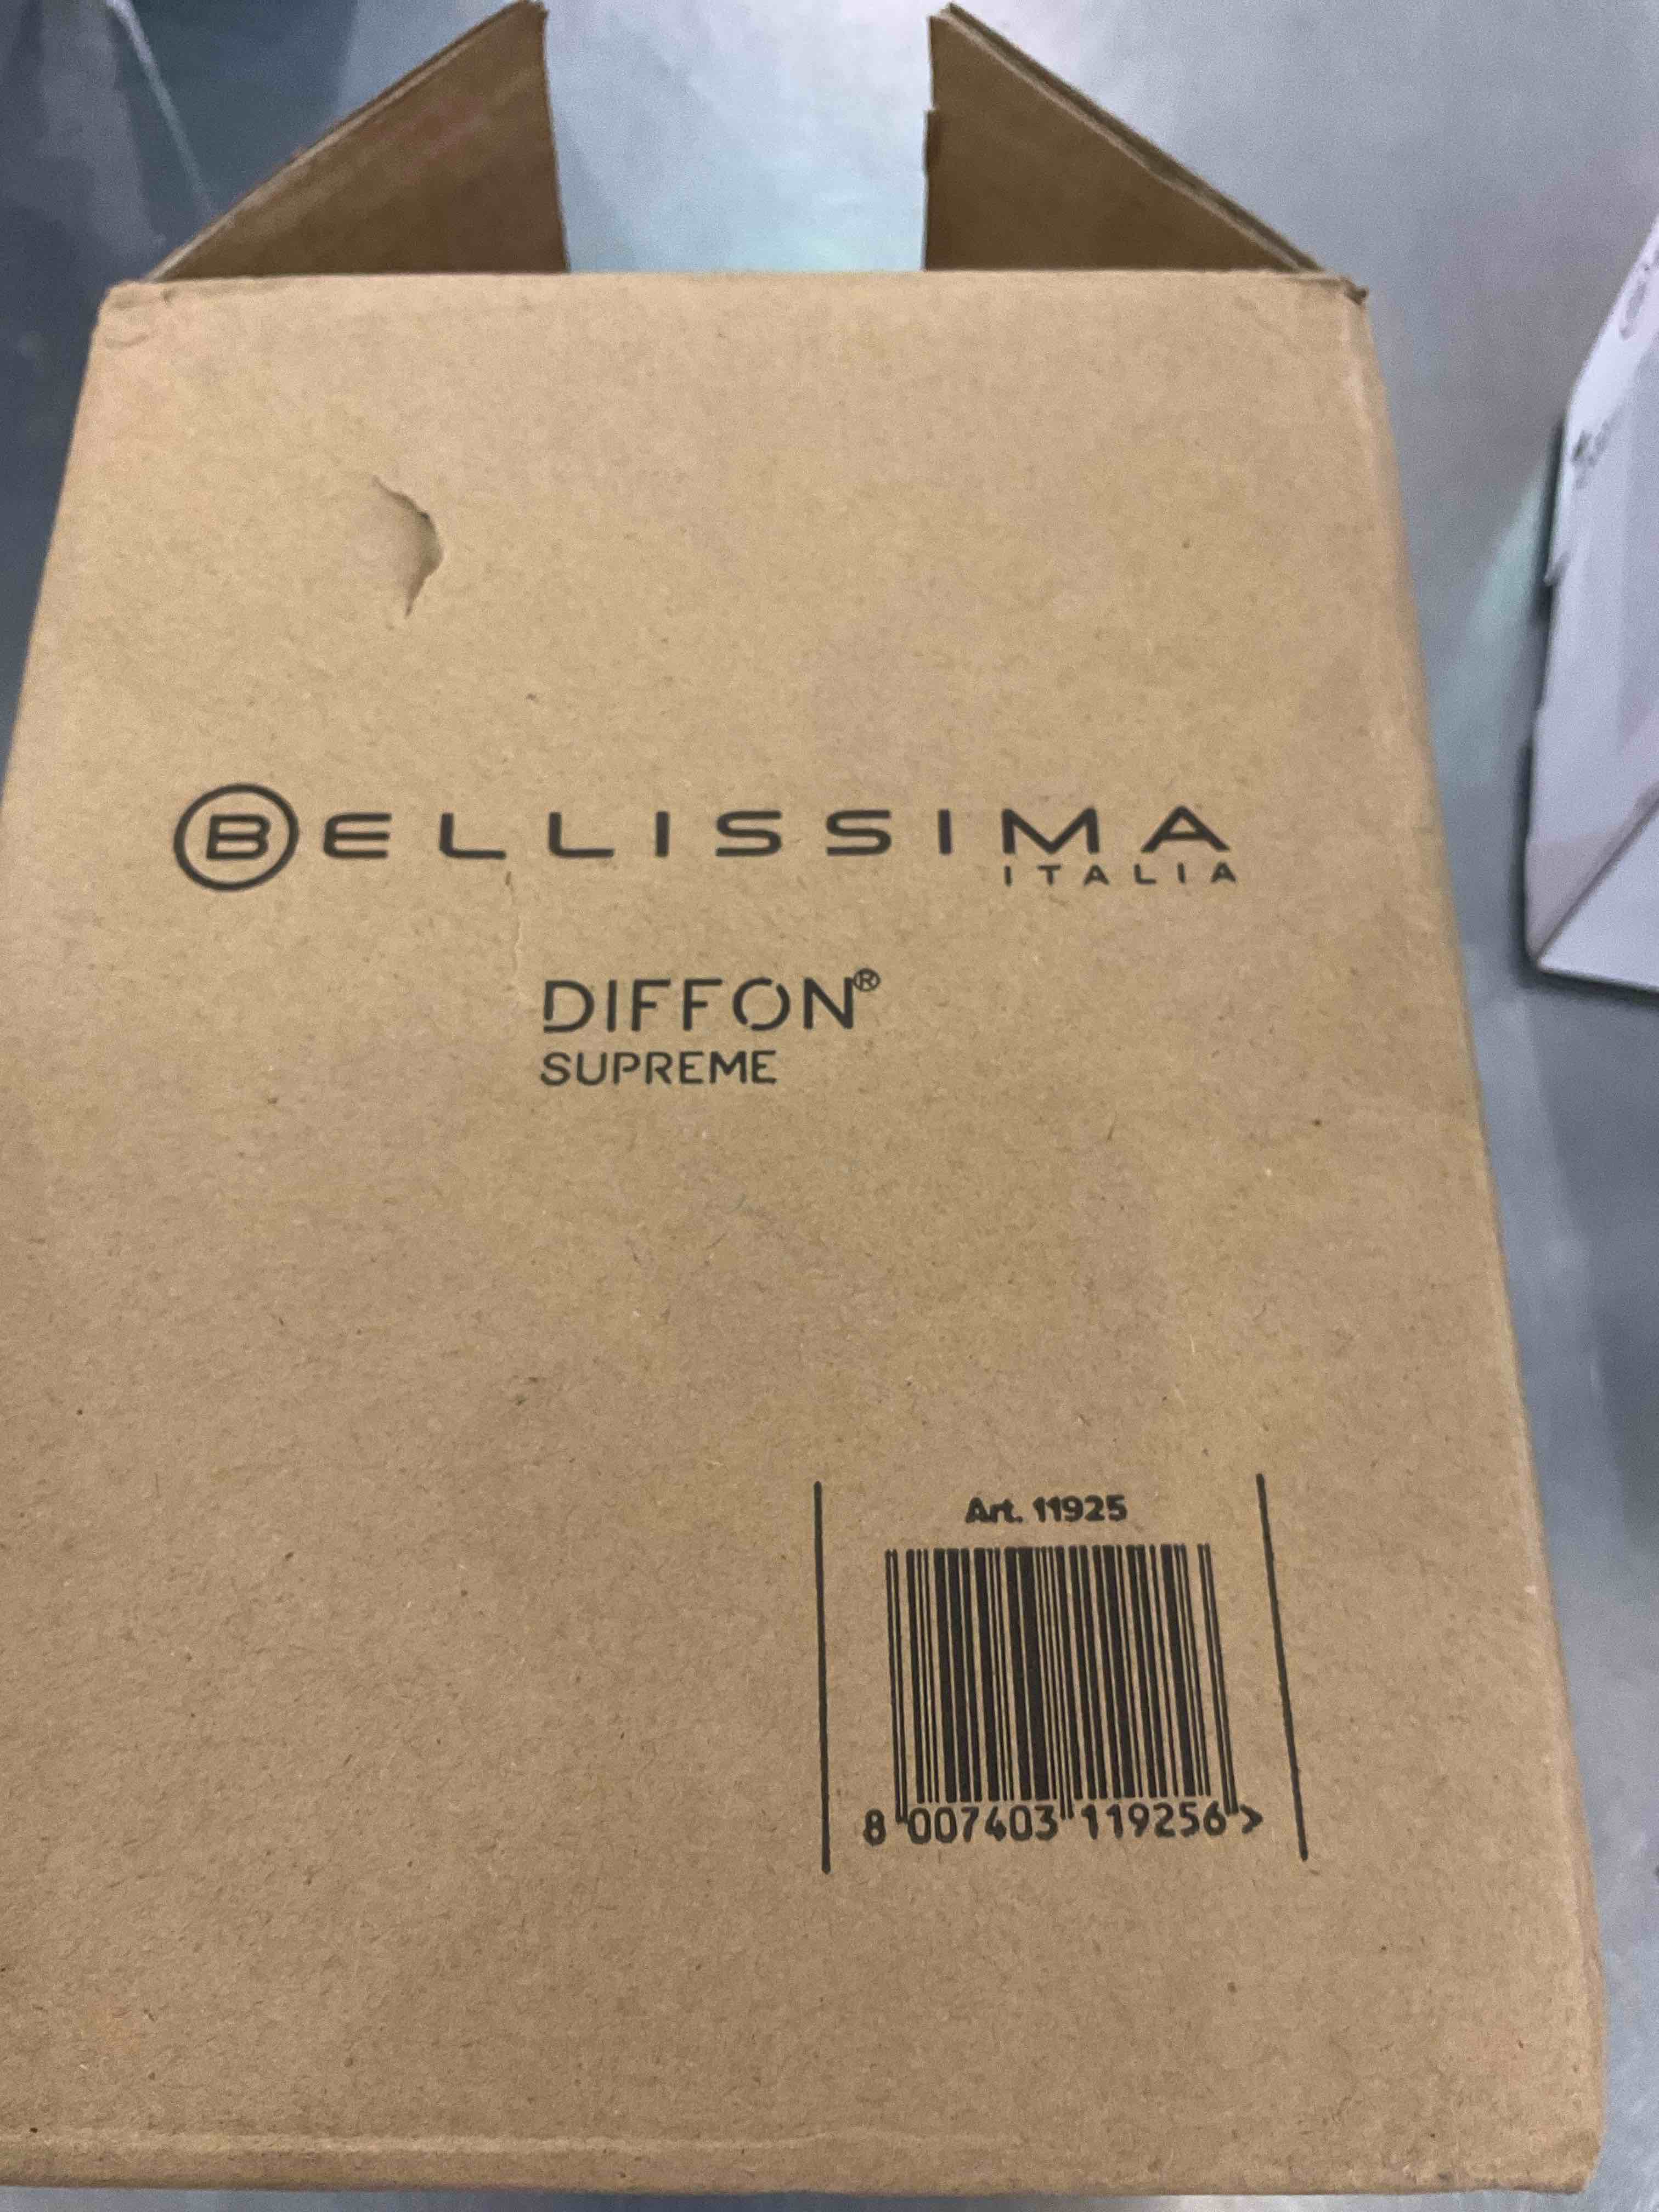 BELLISSIMA
ITALIA
DIFFON®
SUPREME
Art. 11925
8 007403 119256 >